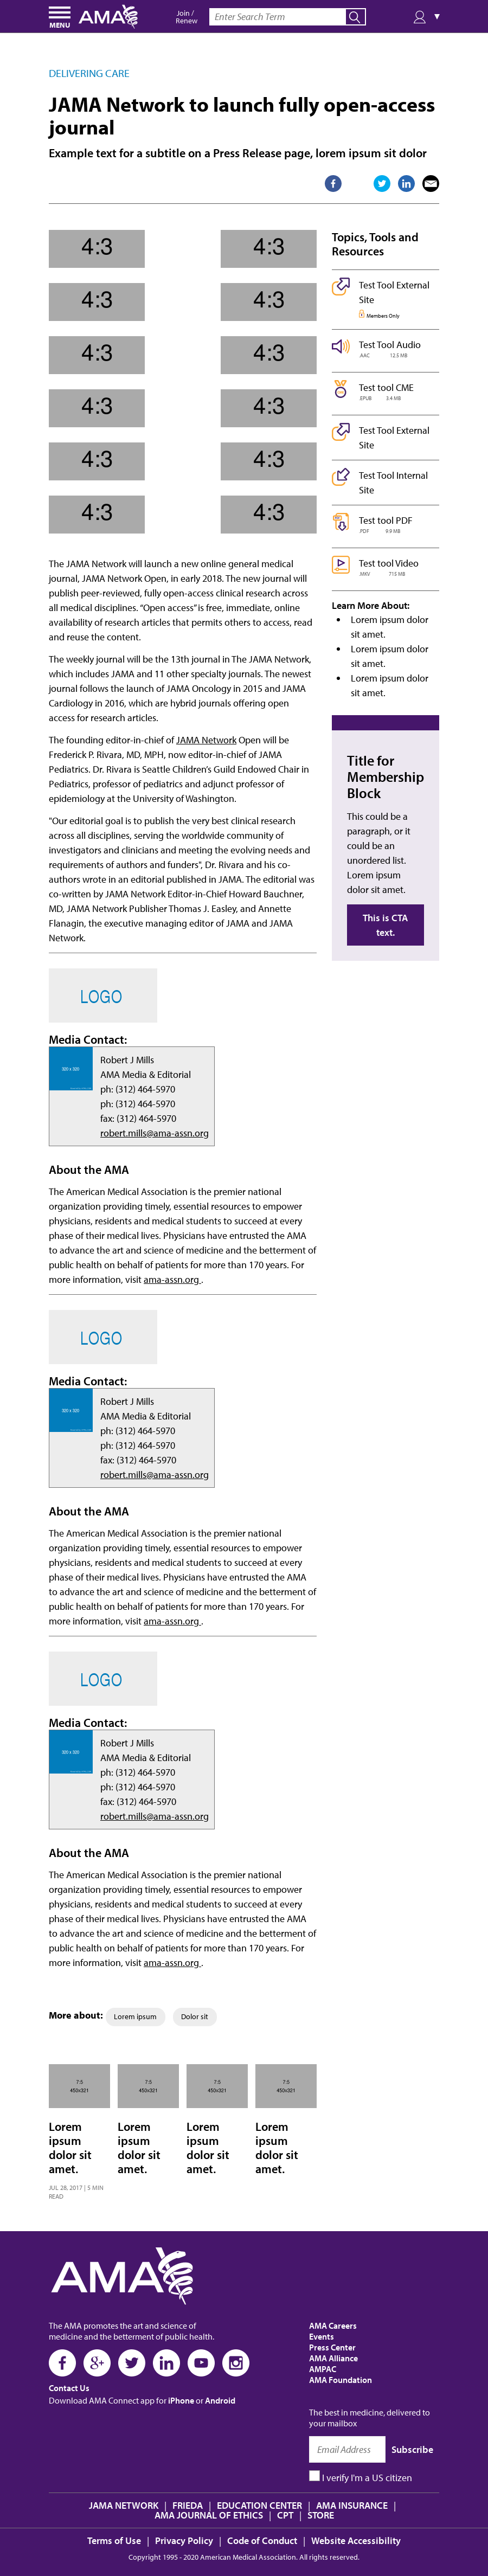 MENU
AMA
Join /
Renew
Enter Search Term
DELIVERING CARE
JAMA Network to launch fully open-access
journal
Example text for a subtitle on a Press Release page, lorem ipsum sit dolor
4:3
4:3
4:3
4:3
4:3
4:3
4:3
4:3
4:3
4:3
4:3
4:3
The JAMA Network will launch a new online general medical
journal, JAMA Network Open, in early 2018. The new journal will
publish peer-reviewed, fully open-access clinical research across
all medical disciplines. “Open access” is free, immediate, online
availability of research articles that permits others to access, read
and reuse the content.
The weekly journal will be the 13th journal in The JAMA Network,
which includes JAMA and 11 other specialty journals. The newest
journal follows the launch of JAMA Oncology in 2015 and JAMA
Cardiology in 2016, which are hybrid journals offering open
access for research articles.
The founding editor-in-chief of JAMA Network Open will be
Frederick P. Rivara, MD, MPH, now editor-in-chief of JAMA
Pediatrics. Dr. Rivara is Seattle Children’s Guild Endowed Chair in
Pediatrics, professor of pediatrics and adjunct professor of
epidemiology at the University of Washington.
"Our editorial goal is to publish the very best clinical research
across all disciplines, serving the worldwide community of
investigators and clinicians and meeting the evolving needs and
requirements of authors and funders", Dr. Rivara and his co-
authors wrote in an editorial published in JAMA. The editorial was
co-written by JAMA Network Editor-in-Chief Howard Bauchner,
MD, JAMA Network Publisher Thomas J. Easley, and Annette
Flanagin, the executive managing editor of JAMA and JAMA
Network.
LOGO
Media Contact:
320 x 320
Robert J Mills
AMA Media & Editorial
ph: (312) 464-5970
ph: (312) 464-5970
fax: (312) 464-5970
robert.mills@ama-assn.org
About the AMA
The American Medical Association is the premier national
organization providing timely, essential resources to empower
physicians, residents and medical students to succeed at every
phase of their medical lives. Physicians have entrusted the AMA
to advance the art and science of medicine and the betterment of
public health on behalf of patients for more than 170 years. For
more information, visit ama-assn.org .
LOGO
Media Contact:
320 x 320
Robert J Mills
AMA Media & Editorial
ph: (312) 464-5970
ph: (312) 464-5970
fax: (312) 464-5970
robert.mills@ama-assn.org
About the AMA
The American Medical Association is the premier national
organization providing timely, essential resources to empower
physicians, residents and medical students to succeed at every
phase of their medical lives. Physicians have entrusted the AMA
to advance the art and science of medicine and the betterment of
public health on behalf of patients for more than 170 years. For
more information, visit ama-assn.org .
LOGO
Media Contact:
320 x 320
Robert J Mills
AMA Media & Editorial
ph: (312) 464-5970
ph: (312) 464-5970
fax: (312) 464-5970
robert.mills@ama-assn.org
About the AMA
The American Medical Association is the premier national
organization providing timely, essential resources to empower
physicians, residents and medical students to succeed at every
phase of their medical lives. Physicians have entrusted the AMA
to advance the art and science of medicine and the betterment of
public health on behalf of patients for more than 170 years. For
more information, visit ama-assn.org .
Topics, Tools and
Resources
Test Tool External
Site
Members Only
Test Tool Audio
.AAC 12.5 MB
Test tool CME
.EPUB 3.4 MB
Test Tool External
Site
Test Tool Internal
Site
Test tool PDF
.PDF 9.9 MB
Test tool Video
.MKV 715 MB
Learn More About:
Lorem ipsum dolor
sit amet.
Lorem ipsum dolor
sit amet.
Lorem ipsum dolor
sit amet.
Title for
Membership
Block
This could be a
paragraph, or it
could be an
unordered list.
Lorem ipsum
dolor sit amet.
This is CTA
text.
More about: Lorem ipsum Dolor sit
7:5
450x321
Lorem
ipsum
dolor sit
amet.
JUL 28, 2017 | 5 MIN
READ
7:5
450x321
Lorem
ipsum
dolor sit
amet.
7:5
450x321
Lorem
ipsum
dolor sit
amet.
7:5
450x321
Lorem
ipsum
dolor sit
amet.
AMA
The AMA promotes the art and science of
medicine and the betterment of public health.
Contact Us
Download AMA Connect app for iPhone or Android
AMA Careers
Events
Press Center
AMA Alliance
AMPAC
AMA Foundation
The best in medicine, delivered to
your mailbox
Email Address Subscribe
I verify I'm a US citizen
JAMA NETWORK | FRIEDA | EDUCATION CENTER | AMA INSURANCE |
AMA JOURNAL OF ETHICS | CPT | STORE
Terms of Use | Privacy Policy | Code of Conduct | Website Accessibility
Copyright 1995 - 2020 American Medical Association. All rights reserved.